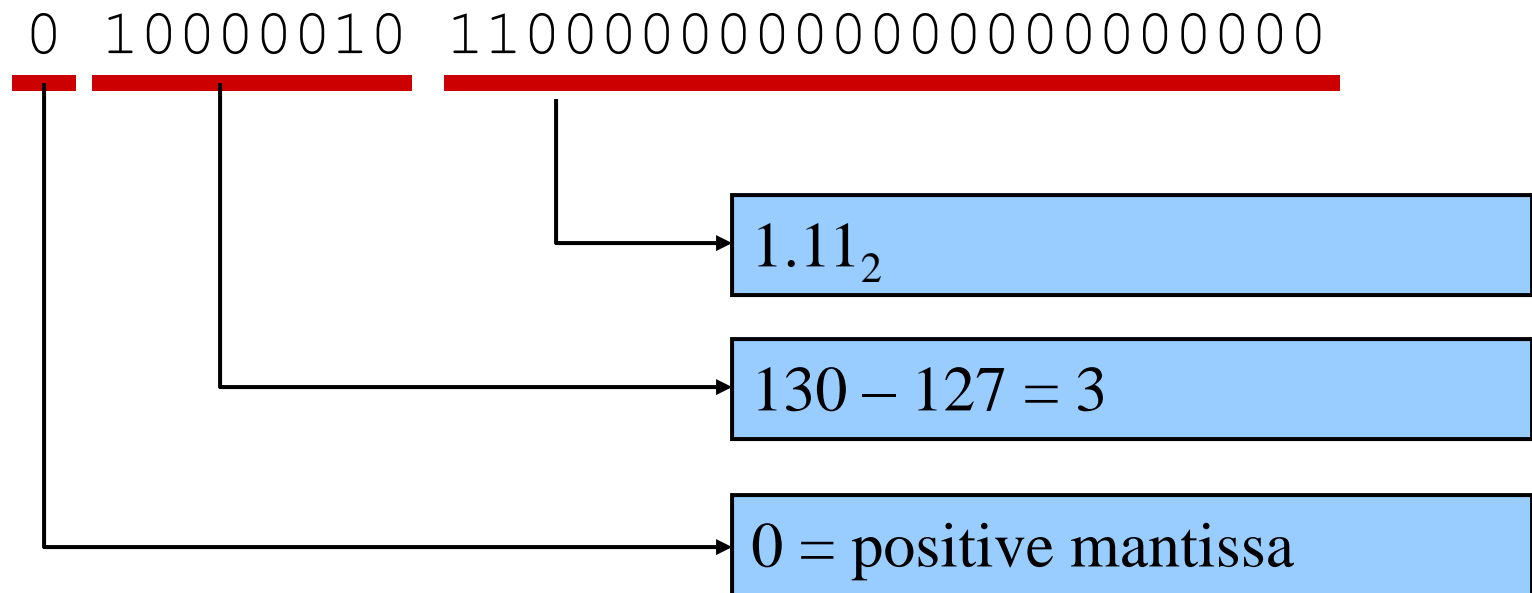 0 10000010 11000000000000000000000
1.11₂
130 – 127 = 3
0 = positive mantissa